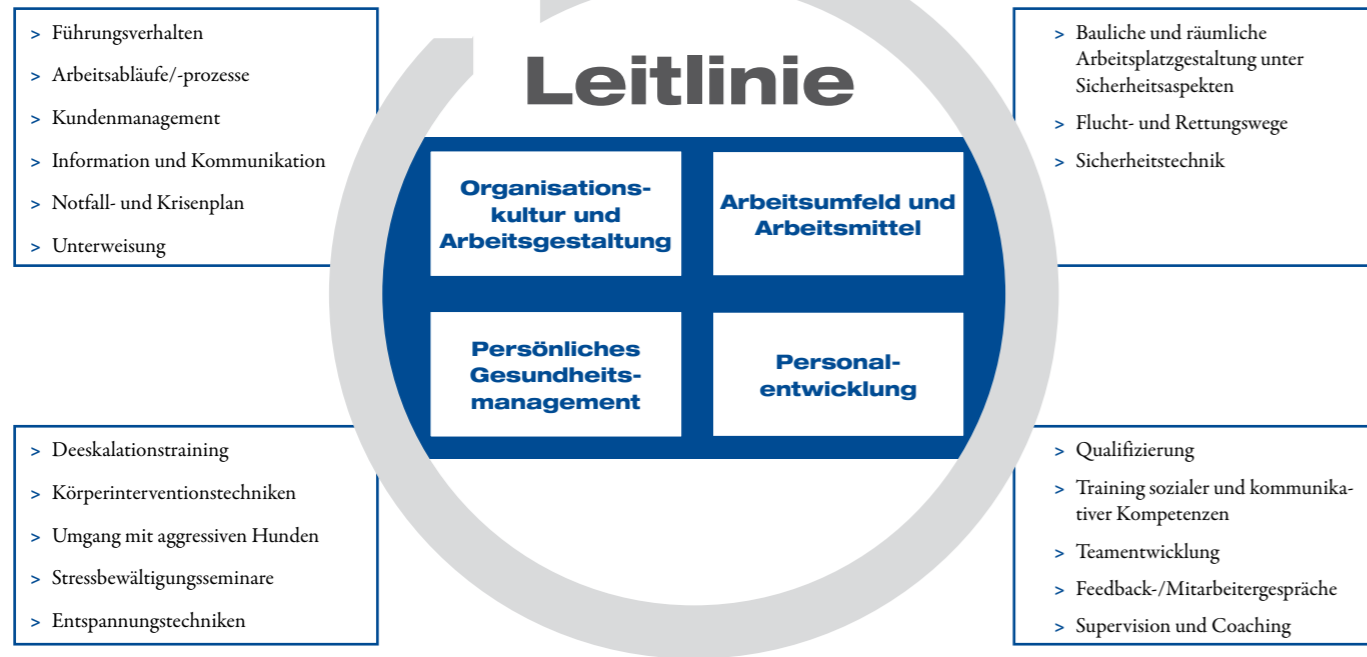 > Führungsverhalten
> Arbeitsabläufe/-prozesse
> Kundenmanagement
> Information und Kommunikation
> Notfall- und Krisenplan
> Unterweisung
Leitlinie
> Bauliche und räumliche
Arbeitsplatzgestaltung unter
Sicherheitsaspekten
> Flucht- und Rettungswege
> Sicherheitstechnik
Organisations-
kultur und
Arbeitsgestaltung
Arbeitsumfeld und
Arbeitsmittel
Persönliches
Gesundheits-
management
Personal-
entwicklung
> Deeskalationstraining
> Körperinterventionstechniken
> Umgang mit aggressiven Hunden
> Stressbewältigungsseminare
> Entspannungstechniken
> Qualifizierung
> Training sozialer und kommunika-
tiver Kompetenzen
> Teamentwicklung
> Feedback-/Mitarbeitergespräche
> Supervision und Coaching